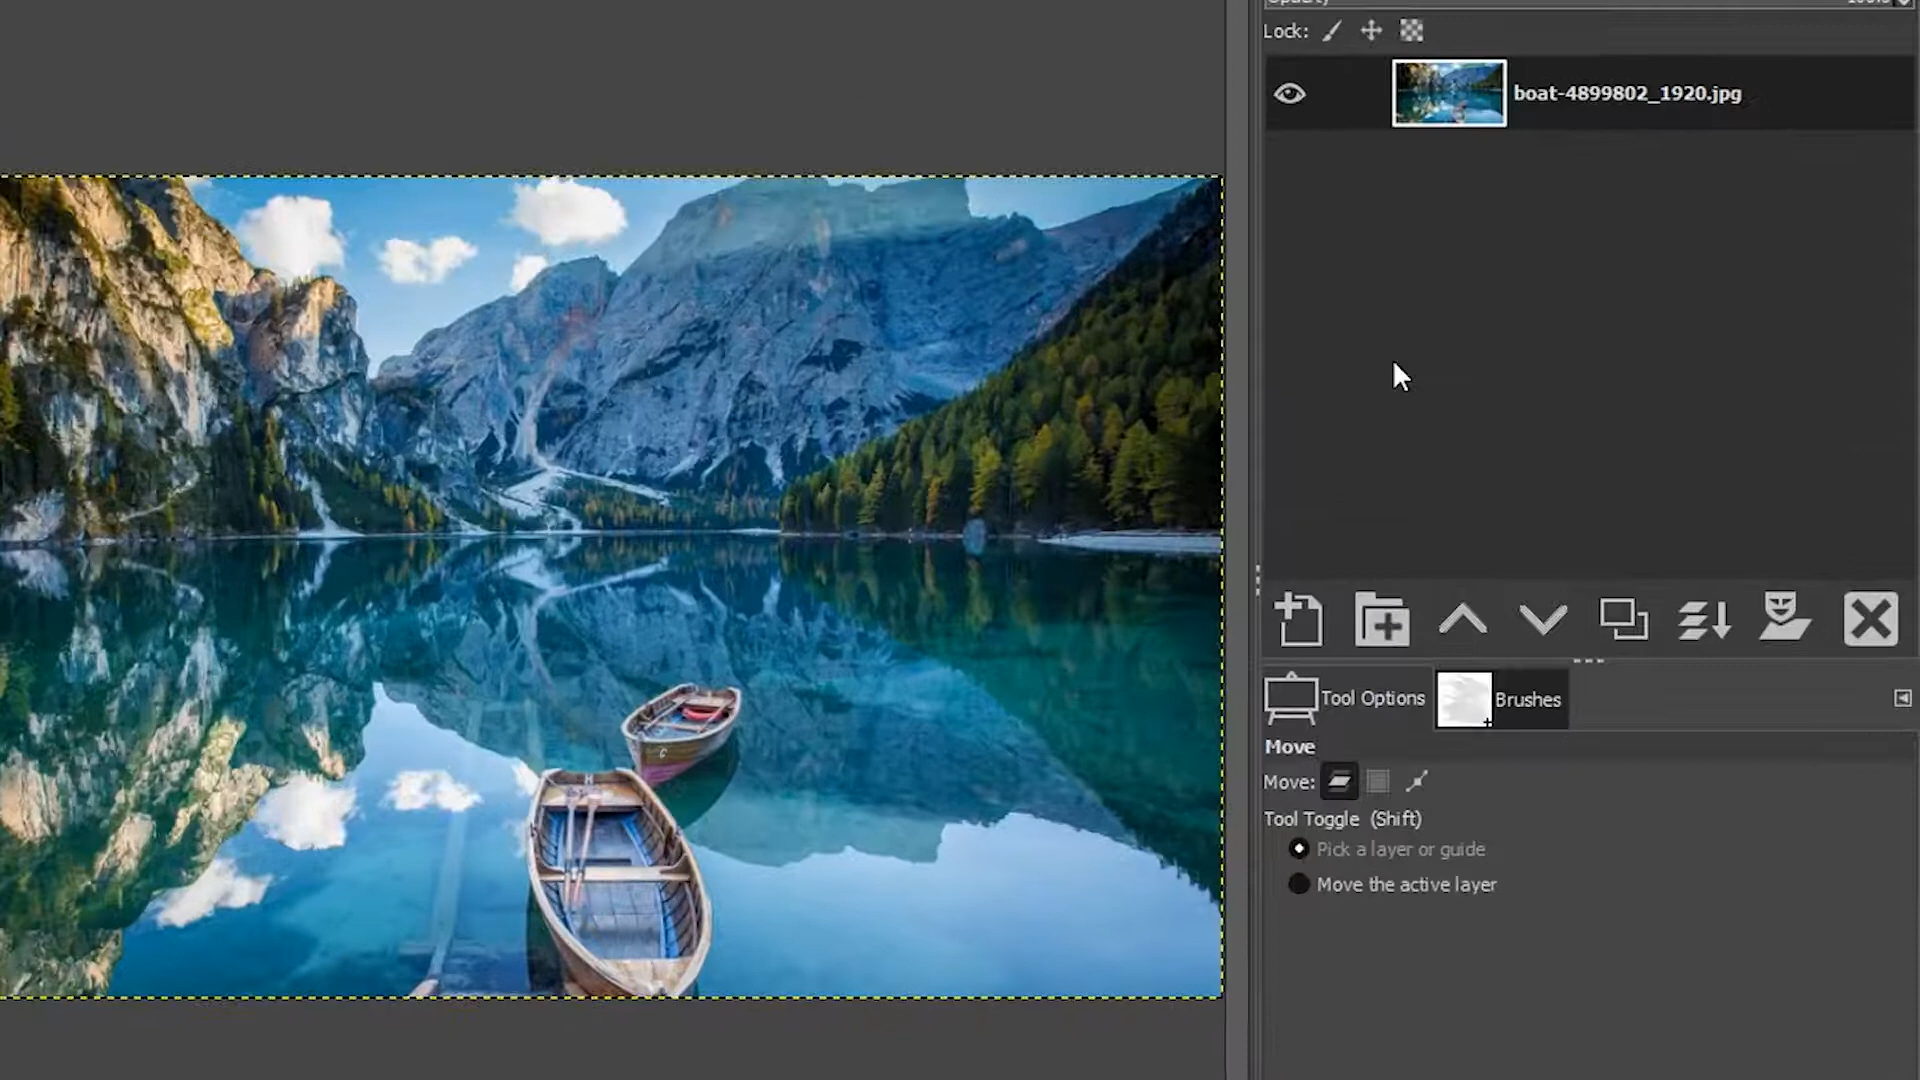 Opacity
Lock:
boat-4899802_1920.jpg
Tool Options
Brushes
Move
Move:
Tool Toggle (Shift)
Pick a layer or guide
Move the active layer